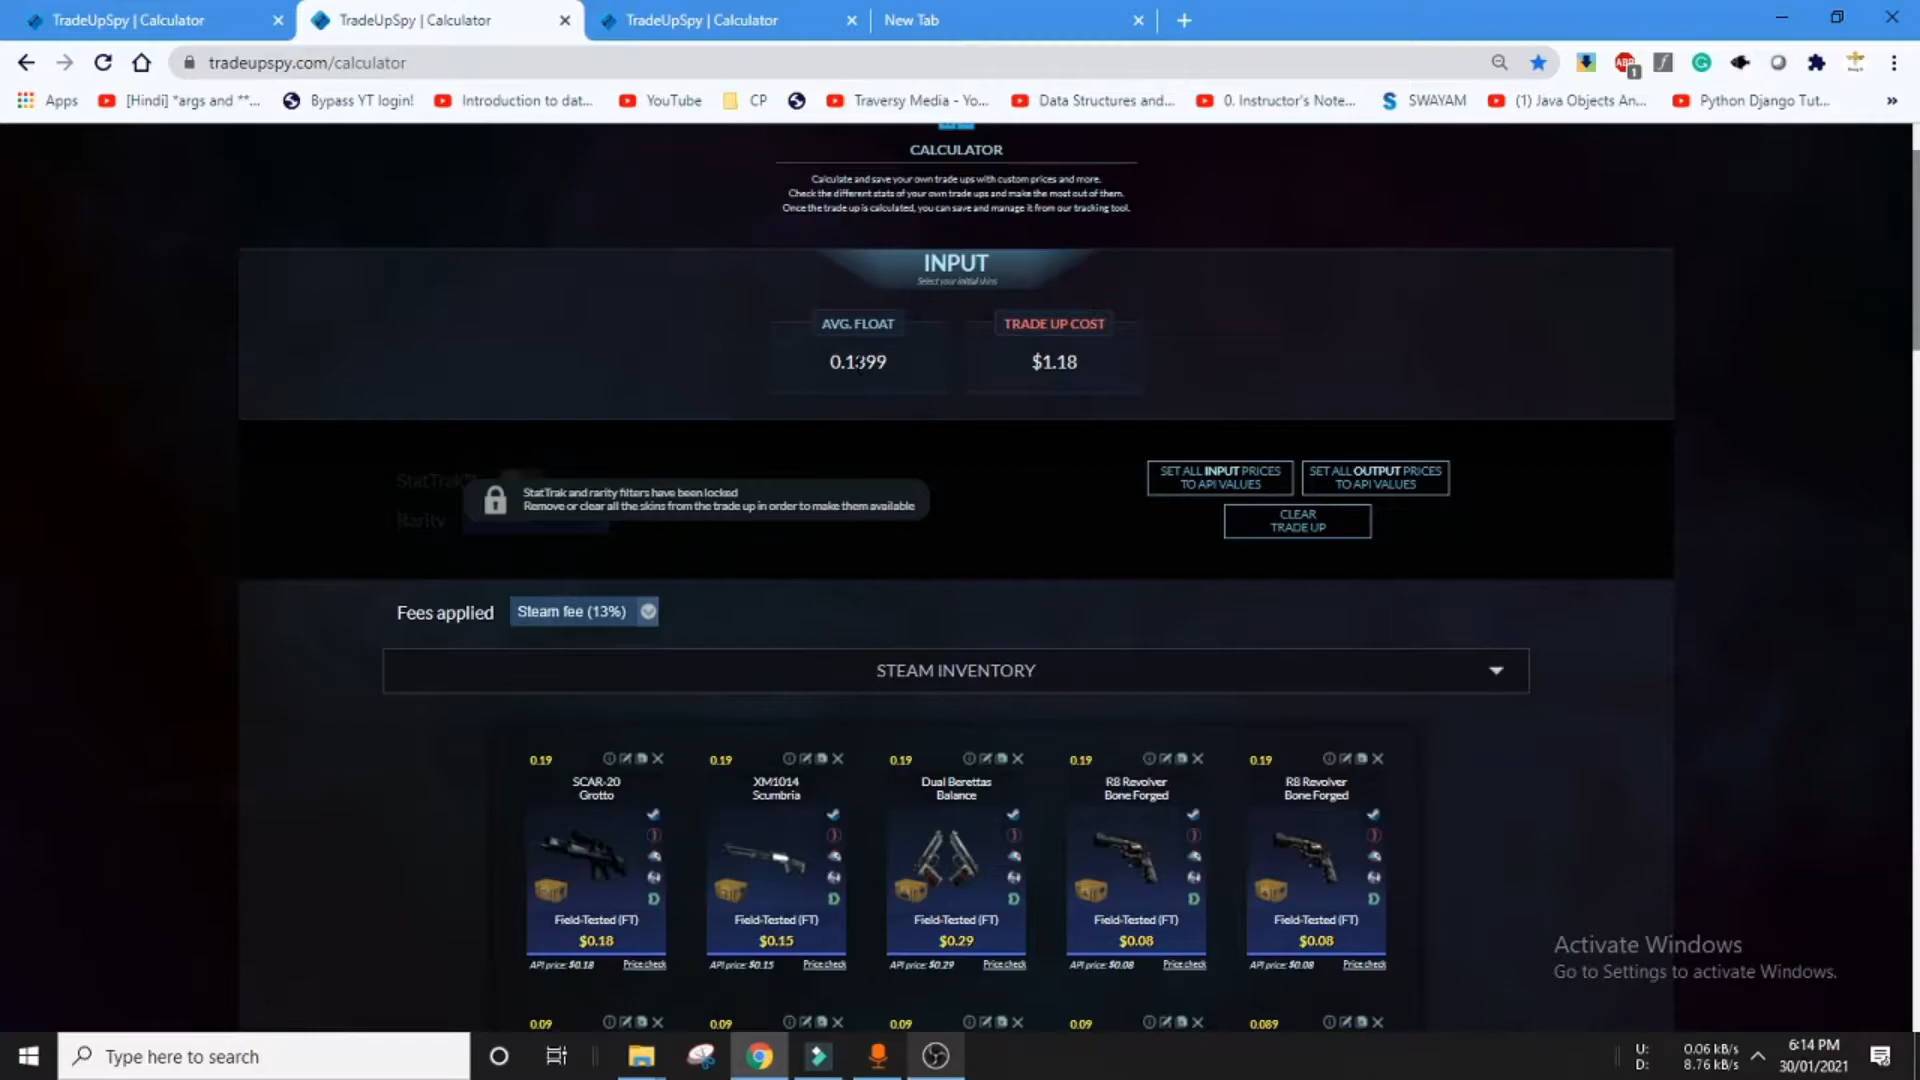 TradeUpSpy | Calculator
TradeUpSpy | Calculator
TradeUpSpy | Calculator
New Tab
tradeupspy.com/calculator
ABP
1
Apps
[Hindi] *args and **...
Bypass YT login!
Introduction to dat...
YouTube
CP
Traversy Media - Yo...
Data Structures and...
0. Instructor's Note...
SWAYAM
(1) Java Objects An...
Python Django Tut...
»
CALCULATOR
Calculate and save your own trade ups with custom prices and more.
Check the different stats of your own trade ups and make the most out of them.
Once the trade up is calculated, you can save and manage it from our tracking tool.
INPUT
Select your initial skins
AVG. FLOAT
TRADE UP COST
0.1399
$1.18
StatTrak™
Rarity
StatTrak and rarity filters have been locked
Remove or clear all the skins from the trade up in order to make them available
SET ALL INPUT PRICES
TO API VALUES
SET ALL OUTPUT PRICES
TO API VALUES
CLEAR
TRADE UP
Fees applied
Steam fee (13%)
STEAM INVENTORY
0.19
SCAR-20
Grotto
Field-Tested (FT)
$0.18
API price: $0.18
Price check
0.19
XM1014
Scumbria
Field-Tested (FT)
$0.15
API price: $0.15
Price check
0.19
Dual Berettas
Balance
Field-Tested (FT)
$0.29
API price: $0.29
Price check
0.19
R8 Revolver
Bone Forged
Field-Tested (FT)
$0.08
API price: $0.08
Price check
0.19
R8 Revolver
Bone Forged
Field-Tested (FT)
$0.08
API price: $0.08
Price check
0.09
0.09
0.09
0.09
0.089
Activate Windows
Go to Settings to activate Windows.
Type here to search
U: 0.06 kB/s
D: 8.76 kB/s
6:14 PM
30/01/2021